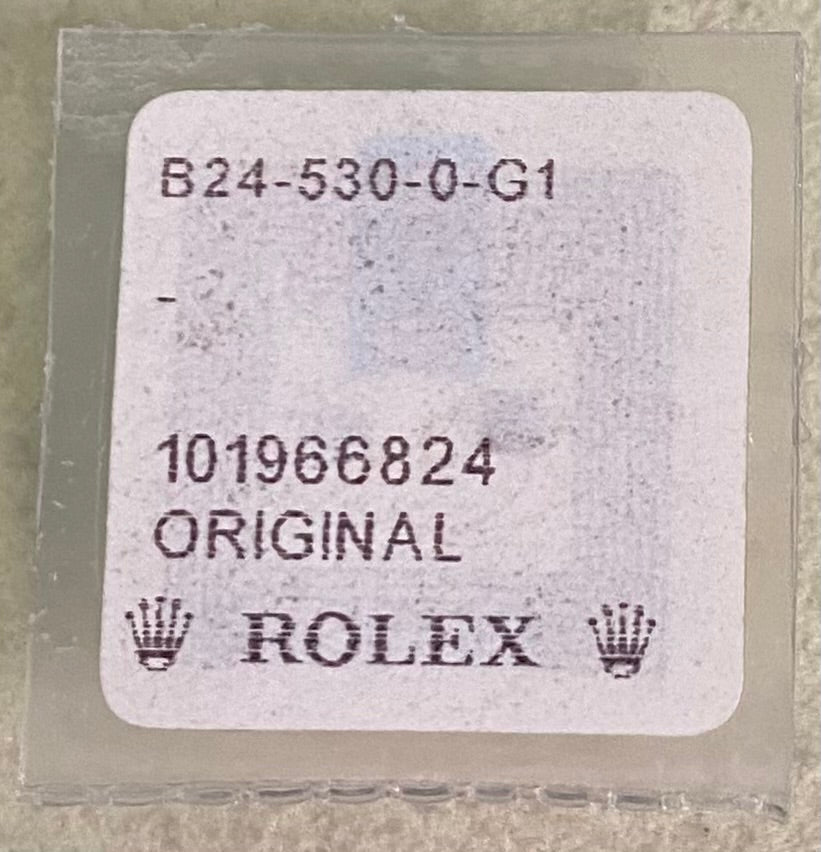 B24-530-0-G1
-
101966824
ORIGINAL
ROLEX